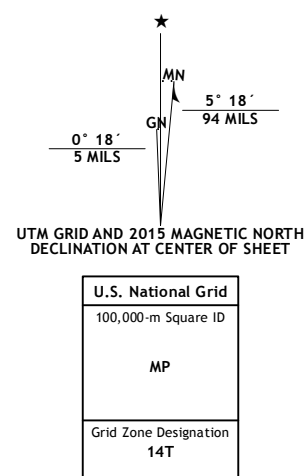 ★
MN
GN
5° 18´
94 MILS
0° 18´
5 MILS
UTM GRID AND 2015 MAGNETIC NORTH
DECLINATION AT CENTER OF SHEET
U.S. National Grid
100,000-m Square ID
MP
Grid Zone Designation
14T